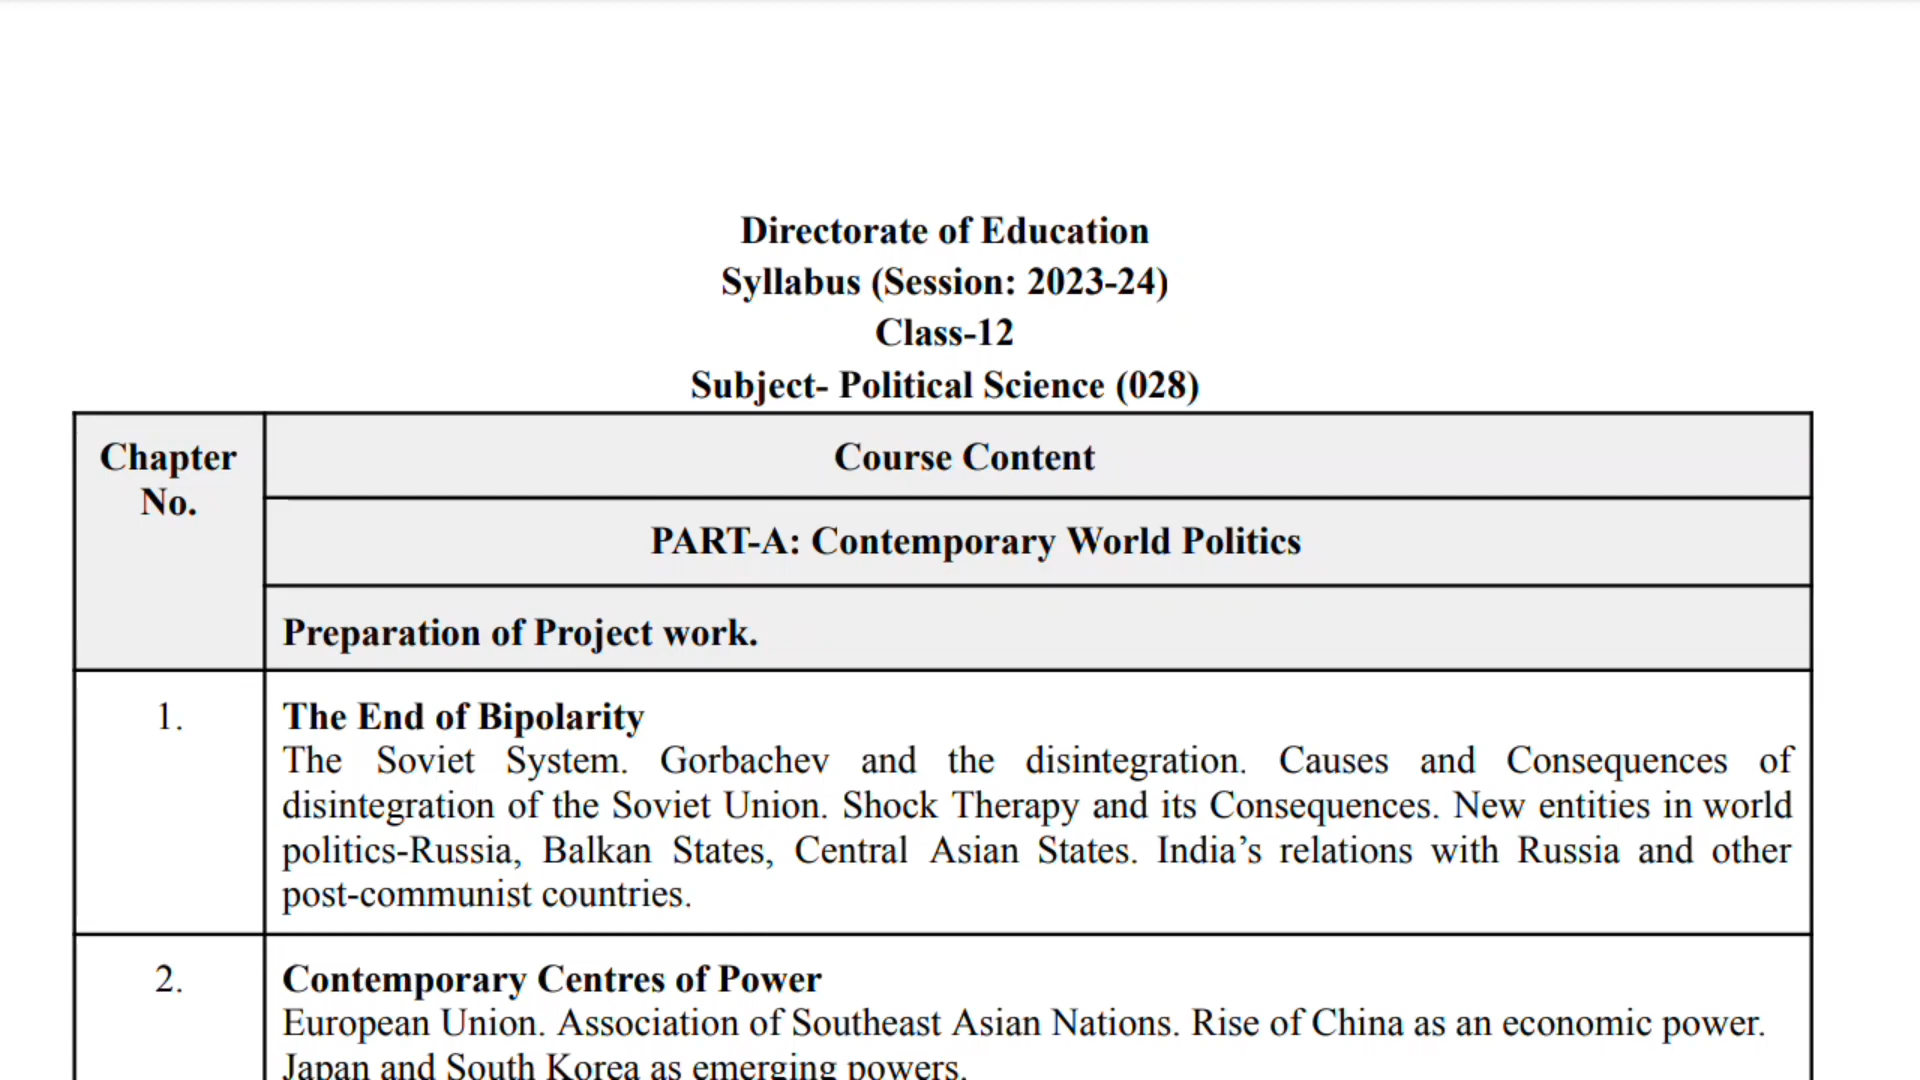 Directorate of Education
Syllabus (Session: 2023-24)
Class-12
Subject- Political Science (028)
Chapter
No.
Course Content
PART-A: Contemporary World Politics
Preparation of Project work.
1.
The End of Bipolarity
The Soviet System. Gorbachev and the disintegration. Causes and Consequences of
disintegration of the Soviet Union. Shock Therapy and its Consequences. New entities in world
politics-Russia, Balkan States, Central Asian States. India’s relations with Russia and other
post-communist countries.
2.
Contemporary Centres of Power
European Union. Association of Southeast Asian Nations. Rise of China as an economic power.
Japan and South Korea as emerging powers.